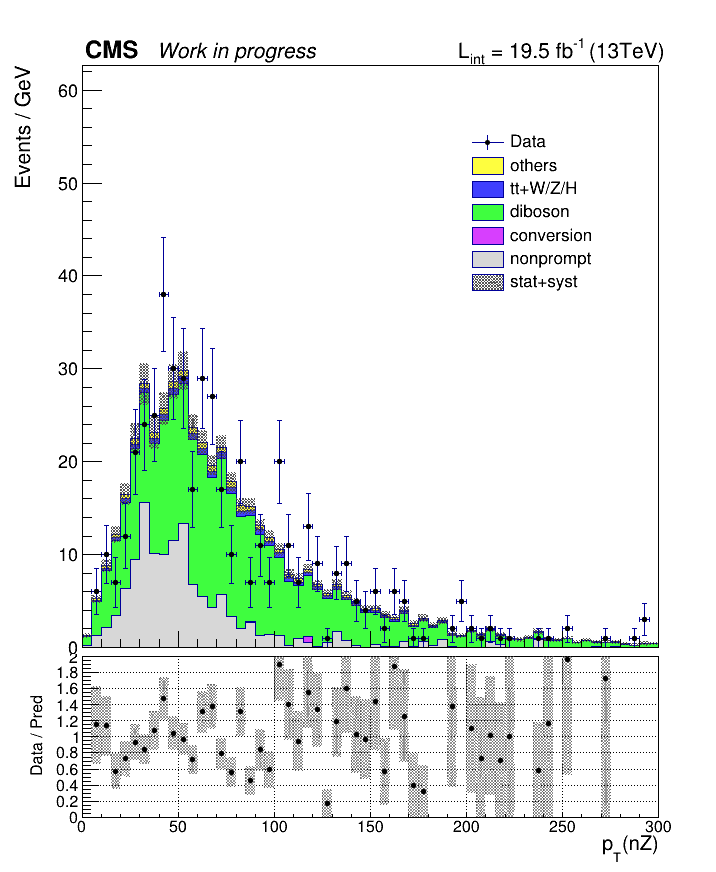 CMS Work in progress L_int = 19.5 fb^-1 (13TeV)
Events / GeV
60
50
40
30
20
10
0
Data
others
tt+W/Z/H
diboson
conversion
nonprompt
stat+syst
Data / Pred
2
1.8
1.6
1.4
1.2
1
0.8
0.6
0.4
0.2
0
0 50 100 150 200 250 300
p_T(nZ)